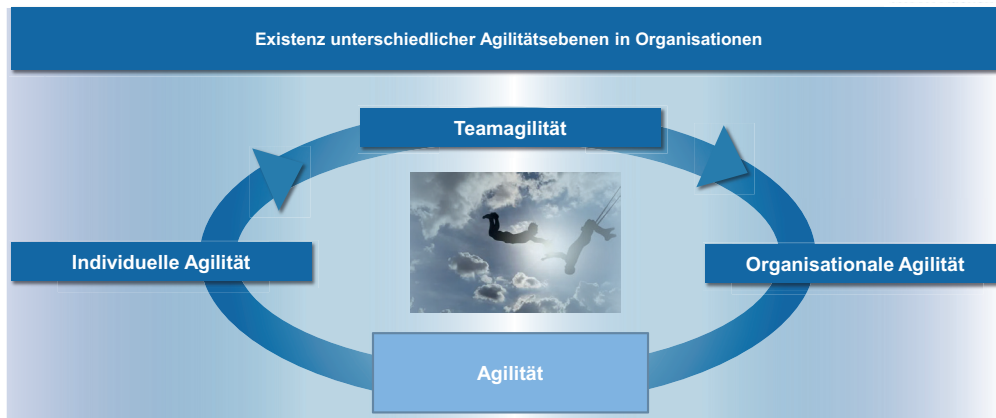 Existenz unterschiedlicher Agilitätsebenen in Organisationen
Teamagilität
Individuelle Agilität
Organisationale Agilität
Agilität